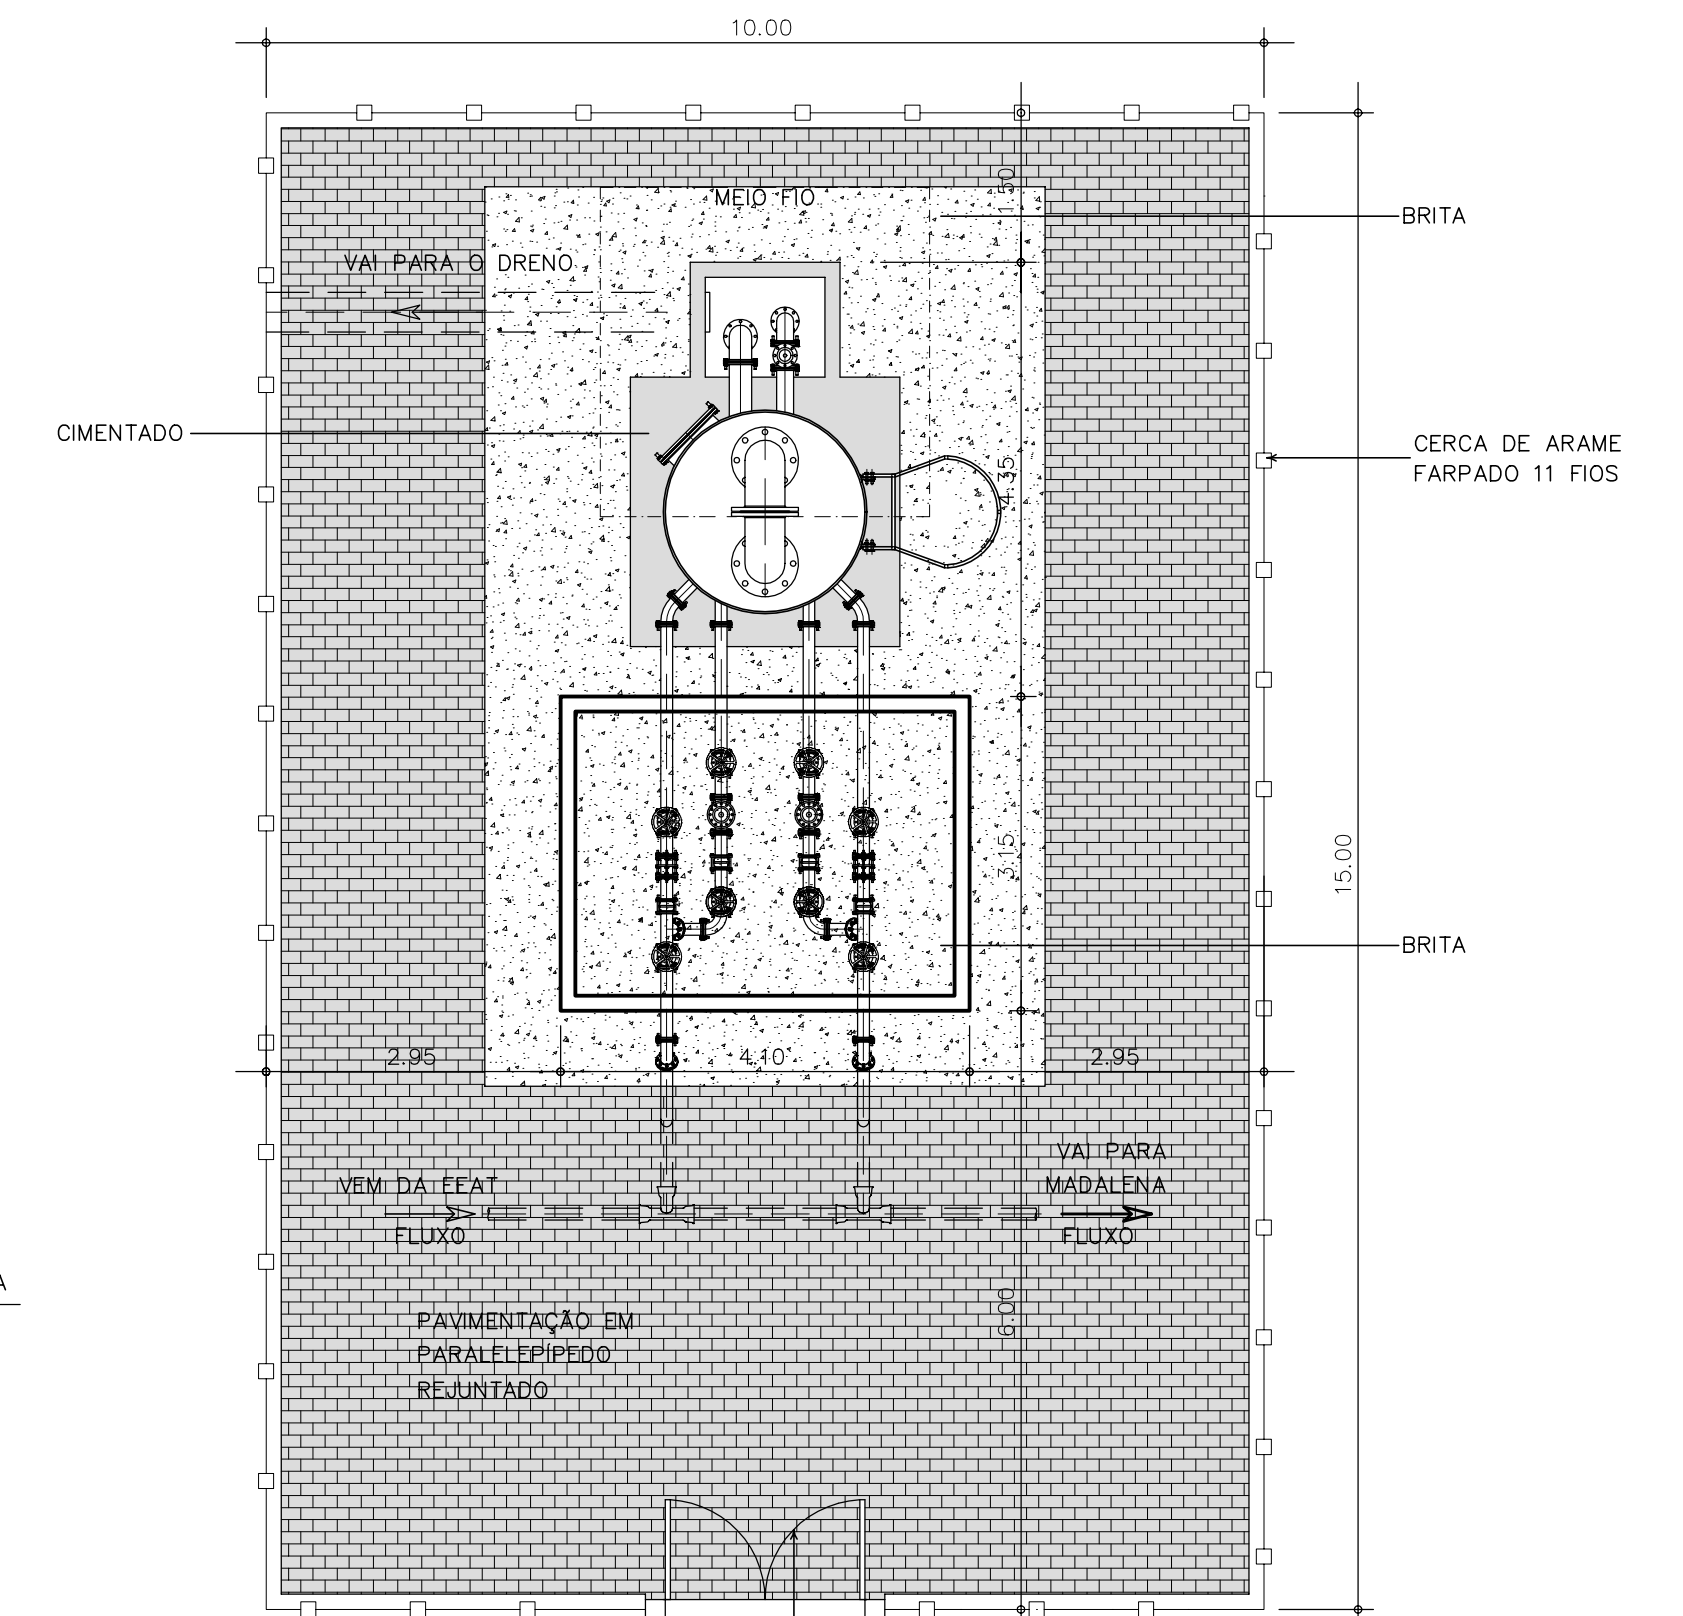 10.00
1.50
MEIO FIO
BRITA
VAI PARA O DRENO
CIMENTADO
CERCA DE ARAME
FARPADO 11 FIOS
4.35
3.15
15.00
BRITA
2.95
4.10
2.95
VAI PARA
MADALENA
FLUXO
VEM DA EEAT
FLUXO
A
6.00
PAVIMENTAÇÃO EM
PARALELEPÍPEDO
REJUNTADO